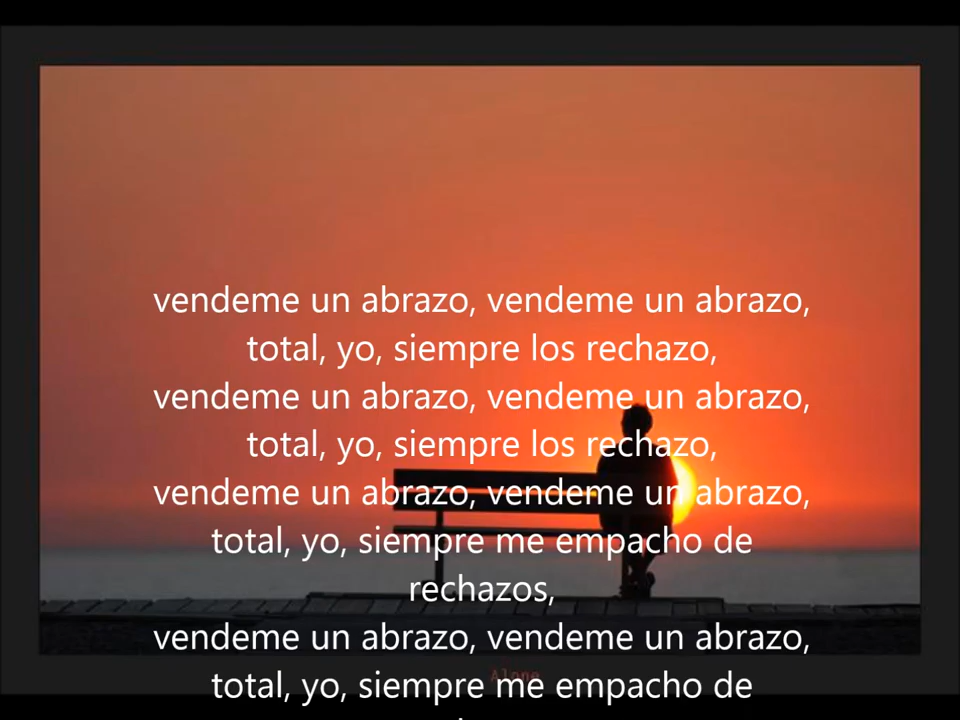 vendeme un abrazo, vendeme un abrazo,
total, yo, siempre los rechazo,
vendeme un abrazo, vendeme un abrazo,
total, yo, siempre los rechazo,
vendeme un abrazo, vendeme un abrazo,
total, yo, siempre me empacho de
rechazos,
vendeme un abrazo, vendeme un abrazo,
total, yo, siempre me empacho de
Alone